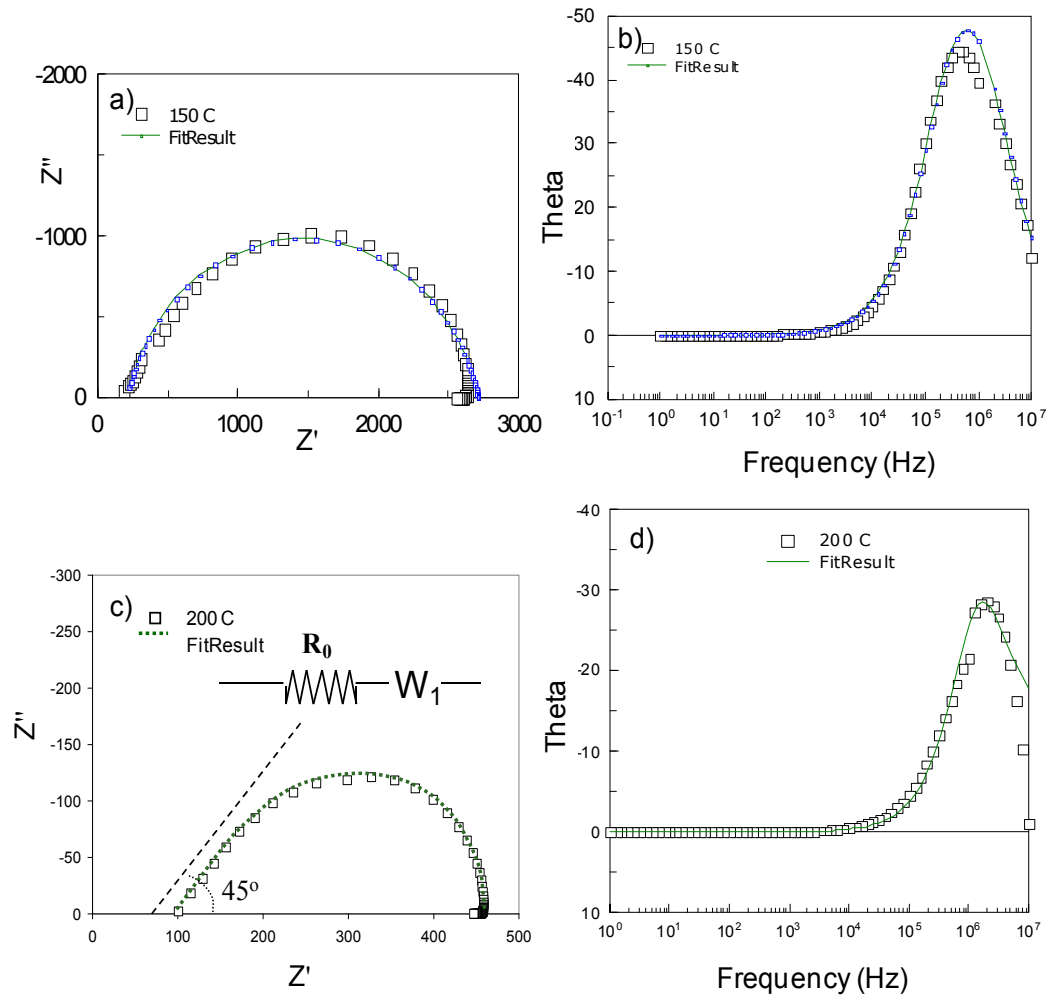 a)
150 C
FitResult
-2000
-1000
0
Z''
0 1000 2000 3000
Z'
b)
150 C
FitResult
-50
-40
-30
20
-10
0
10
Theta
10-1 100 101 102 103 104 105 106 107
Frequency (Hz)
c)
200 C
FitResult
R0
W1
45o
-300
-250
-200
-150
-100
-50
0
Z''
0 100 200 300 400 500
Z'
d)
200 C
FitResult
-40
-30
-20
-10
0
10
Theta
100 101 102 103 104 105 106 107
Frequency (Hz)